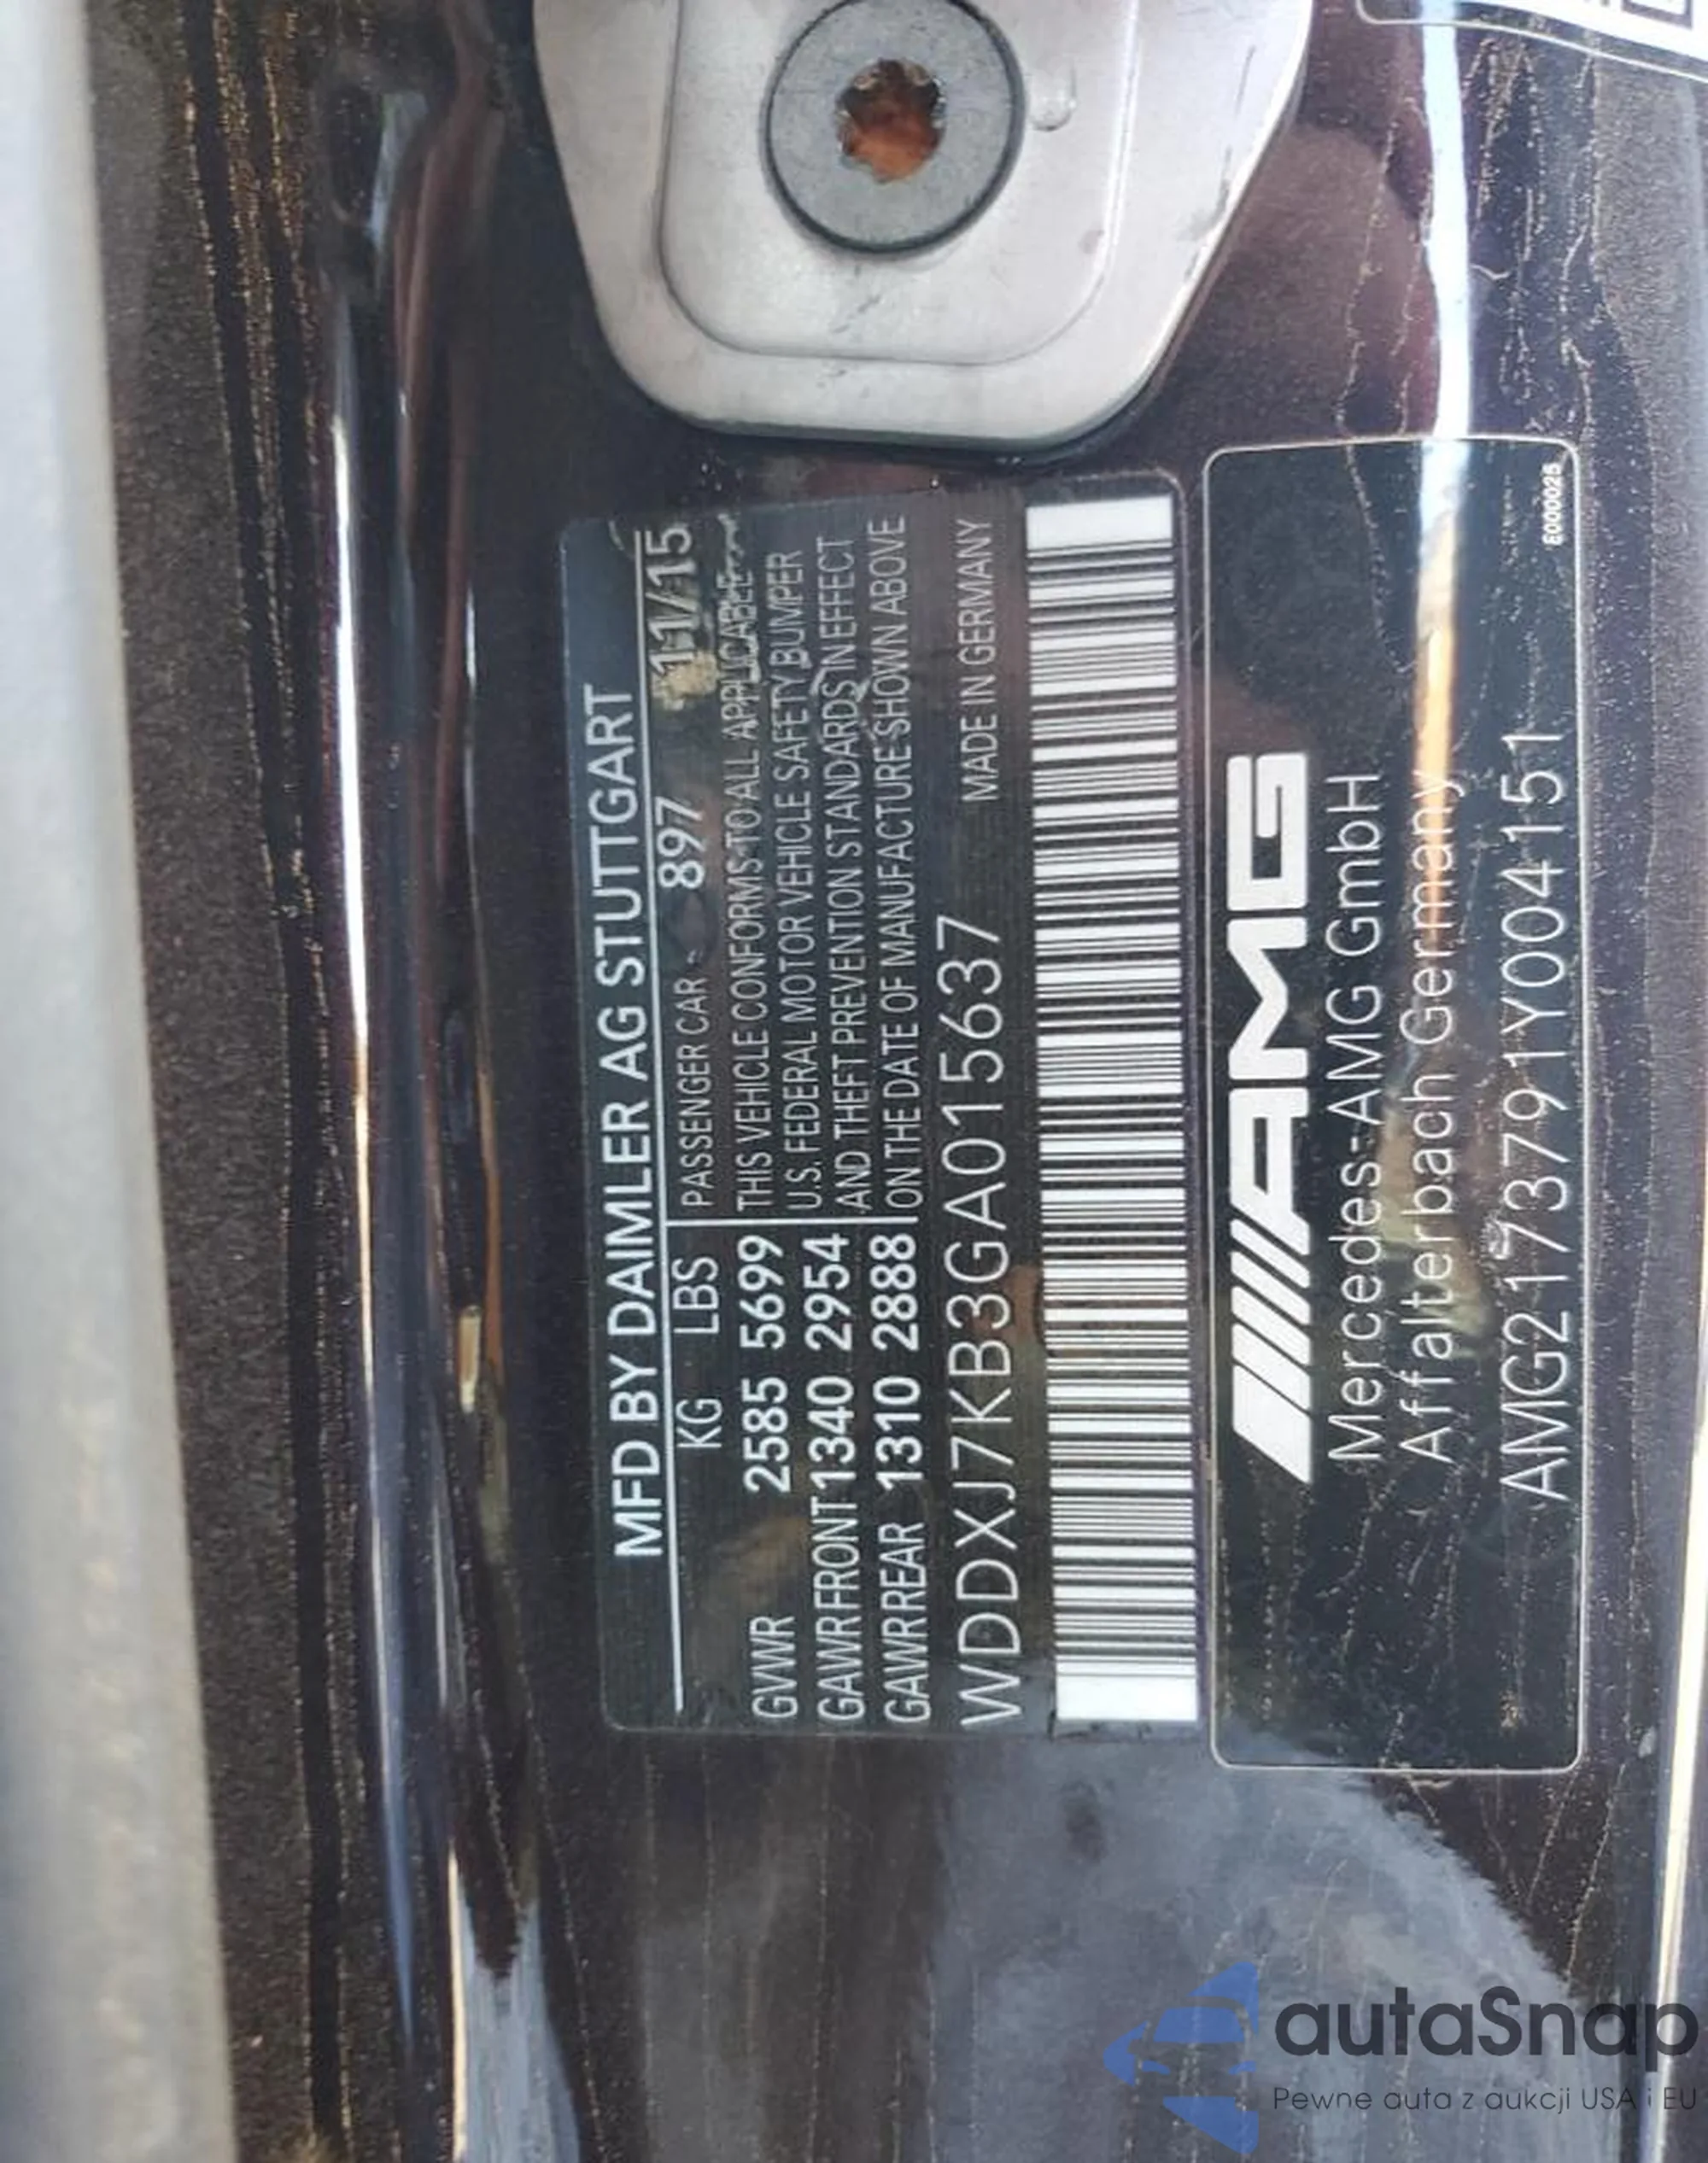 MFD BY DAIMLER AG STUTTGART
KG LBS PASSENGER CAR - 897 11/15
GVWR 2585 5699 THIS VEHICLE CONFORMS TO ALL APPLICABLE
U.S. FEDERAL MOTOR VEHICLE SAFETY BUMPER
GAWR FRONT 1340 2954 AND THEFT PREVENTION STANDARDS IN EFFECT
GAWR REAR 1310 2888 ON THE DATE OF MANUFACTURE SHOWN ABOVE
WDDXJ7KB3GA015637 MADE IN GERMANY
AMG
Mercedes-AMG GmbH
Affalterbach Germany
AMG2173791Y004151
E000025
autaSnap
Pewne auta z aukcji USA i EU